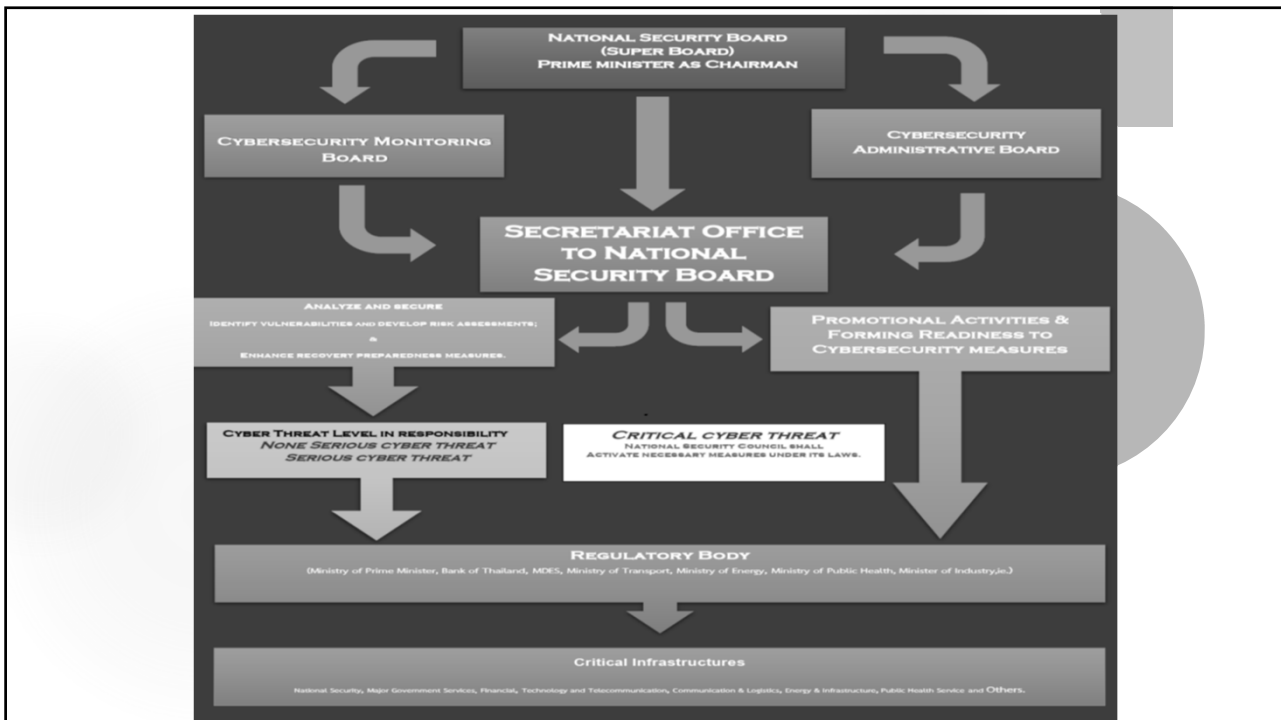 NATIONAL SECURITY BOARD
(SUPER BOARD)
PRIME MINISTER AS CHAIRMAN
CYBERSECURITY MONITORING
BOARD
CYBERSECURITY
ADMINISTRATIVE BOARD
SECRETARIAT OFFICE
TO NATIONAL
SECURITY BOARD
ANALYZE AND SECURE
IDENTIFY VULNERABILITIES AND DEVELOP RISK ASSESSMENTS;
&
ENHANCE RECOVERY PREPAREDNESS MEASURES.
PROMOTIONAL ACTIVITIES &
FORMING READINESS TO
CYBERSECURITY MEASURES
CYBER THREAT LEVEL IN RESPONSIBILITY
NONE SERIOUS CYBER THREAT
SERIOUS CYBER THREAT
CRITICAL CYBER THREAT
NATIONAL SECURITY COUNCIL SHALL
ACTIVATE NECESSARY MEASURES UNDER ITS LAWS.
REGULATORY BODY
(Ministry of Prime Minister, Bank of Thailand, MDES, Ministry of Transport, Ministry of Energy, Ministry of Public Health, Minister of Industry,ie.)
Critical Infrastructures
National Security, Major Government Services, Financial, Technology and Telecommunication, Communication & Logistics, Energy & Infrastructure, Public Health Service and Others.